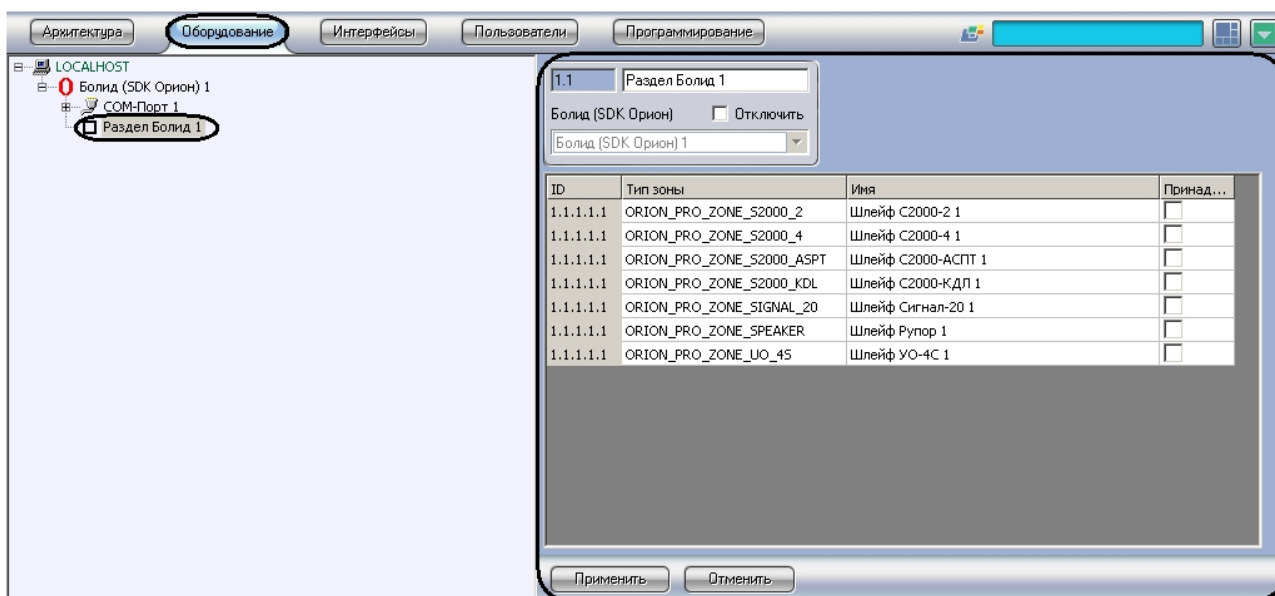 Архитектура Оборудование Интерфейсы Пользователи Программирование
LOCALHOST
Болид (SDK Орион) 1
COM-Порт 1
Раздел Болид 1
1.1 Раздел Болид 1
Болид (SDK Орион) Отключить
Болид (SDK Орион) 1
ID Тип зоны Имя Принад...
1.1.1.1.1 ORION_PRO_ZONE_S2000_2 Шлейф С2000-2 1
1.1.1.1.1 ORION_PRO_ZONE_S2000_4 Шлейф С2000-4 1
1.1.1.1.1 ORION_PRO_ZONE_S2000_ASPT Шлейф С2000-АСПТ 1
1.1.1.1.1 ORION_PRO_ZONE_S2000_KDL Шлейф С2000-КДЛ 1
1.1.1.1.1 ORION_PRO_ZONE_SIGNAL_20 Шлейф Сигнал-20 1
1.1.1.1.1 ORION_PRO_ZONE_SPEAKER Шлейф Рупор 1
1.1.1.1.1 ORION_PRO_ZONE_UO_4S Шлейф УО-4С 1
Применить Отменить